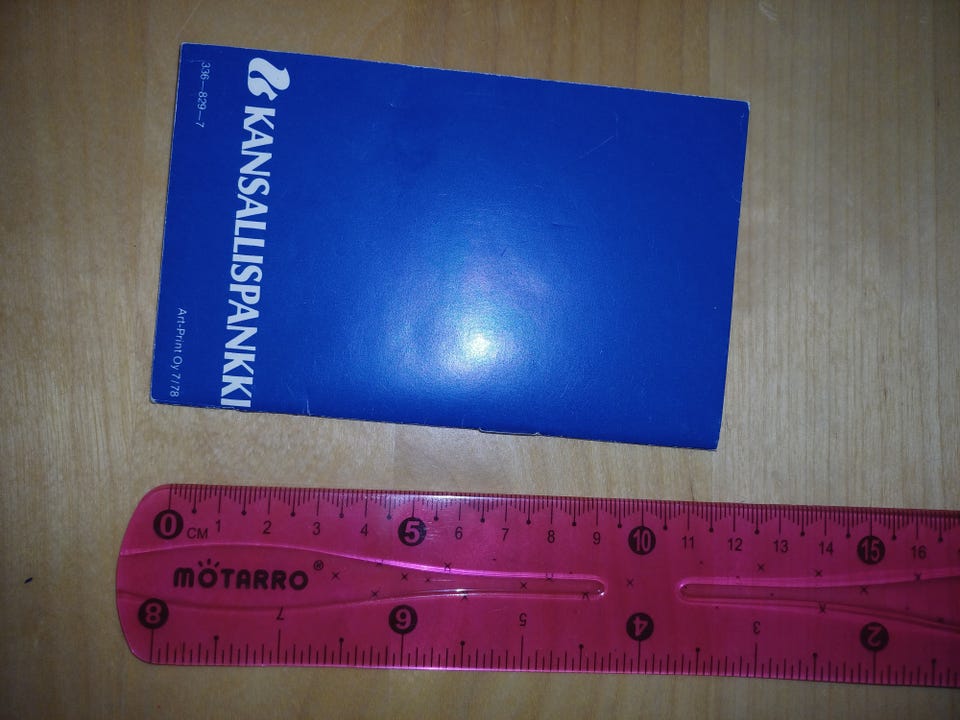 336—829—7
KANSALLISPANKKI
Art-Print Oy 7/78
0 CM 1 2 3 4 5 6 7 8 9 10 11 12 13 14 15 16
MOTARRO®
8 7 6 5 4 3 2